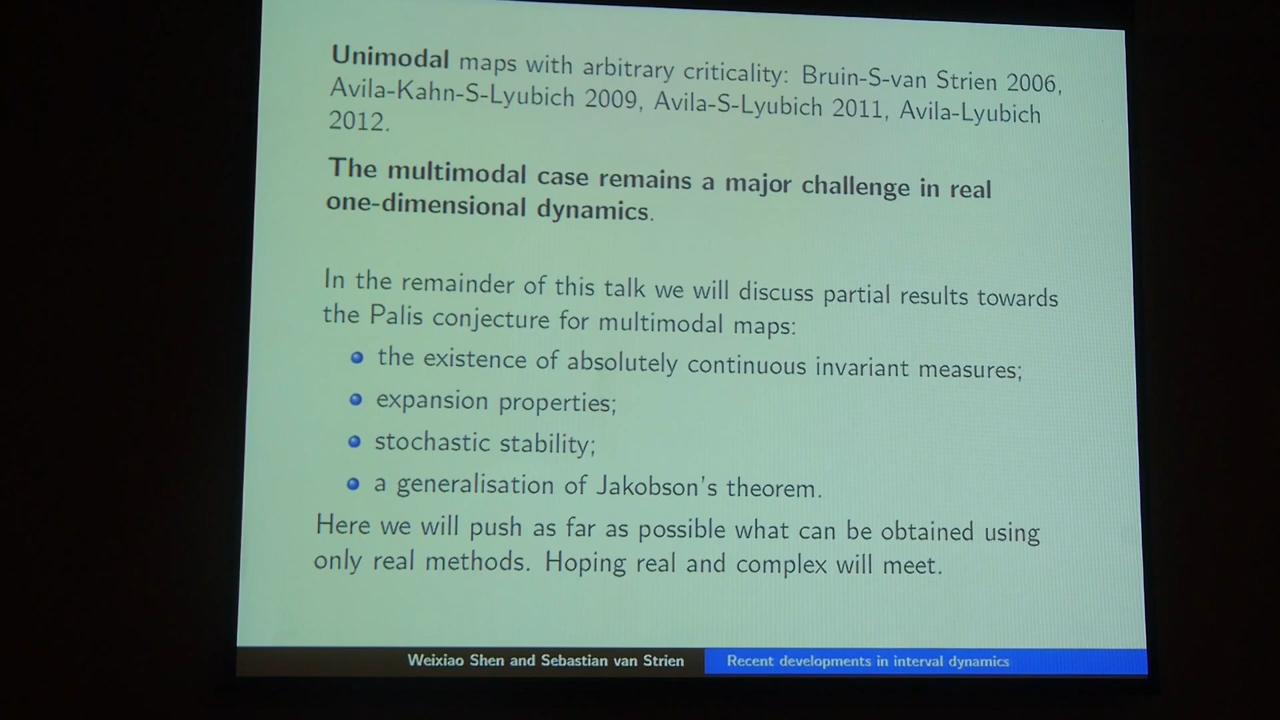 Unimodal maps with arbitrary criticality: Bruin-S-van Strien 2006,
Avila-Kahn-S-Lyubich 2009, Avila-S-Lyubich 2011, Avila-Lyubich
2012.
The multimodal case remains a major challenge in real
one-dimensional dynamics.
In the remainder of this talk we will discuss partial results towards
the Palis conjecture for multimodal maps:
the existence of absolutely continuous invariant measures;
expansion properties;
stochastic stability;
a generalisation of Jakobson's theorem.
Here we will push as far as possible what can be obtained using
only real methods. Hoping real and complex will meet.
Weixiao Shen and Sebastian van Strien
Recent developments in interval dynamics